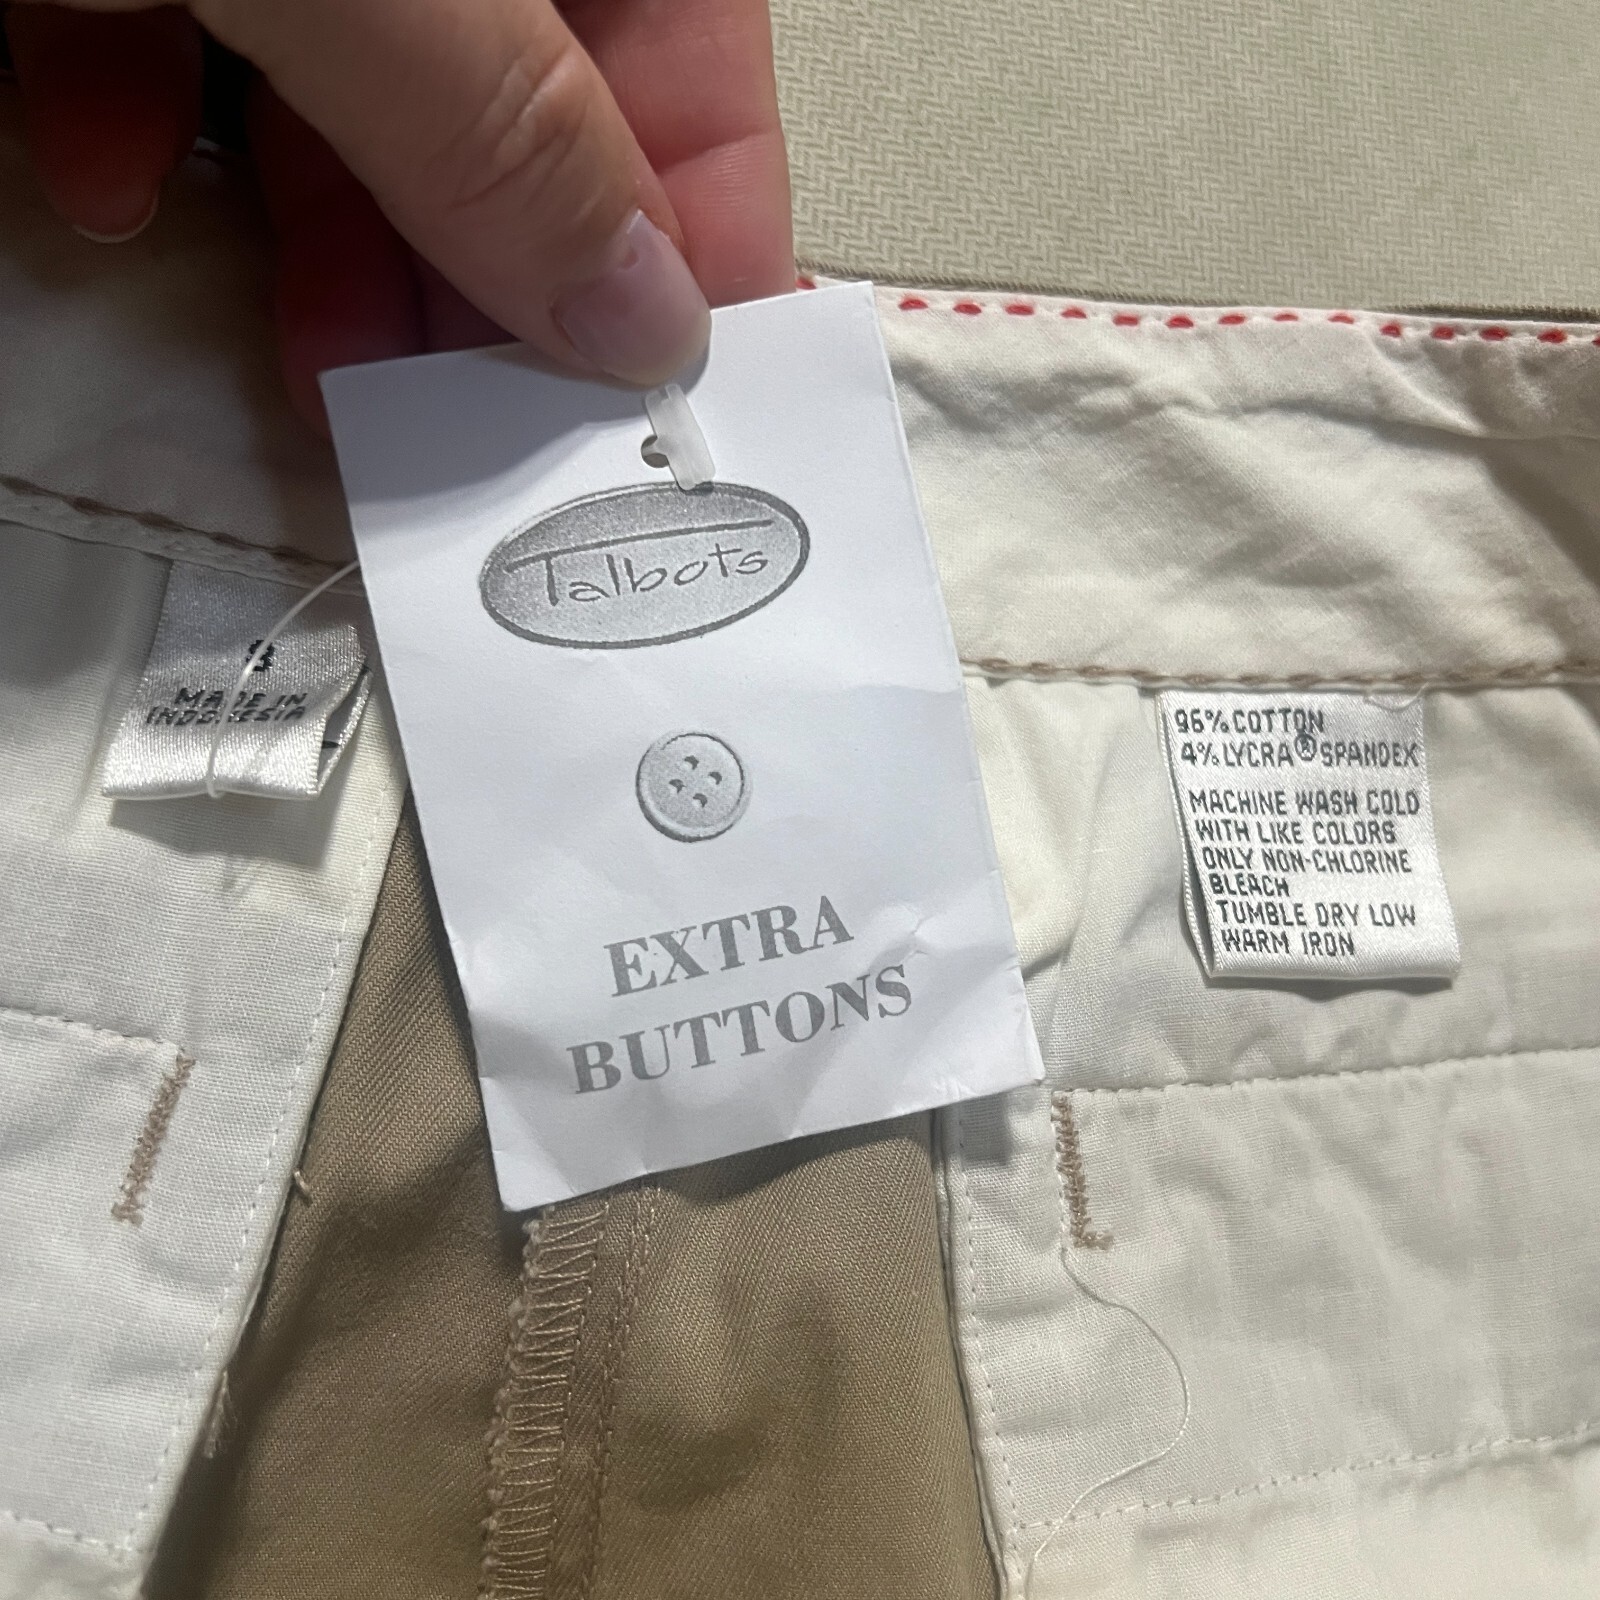 Talbots
EXTRA
BUTTONS
MADE IN
INDONESIA
96% COTTON
4% LYCRA® SPANDEX
MACHINE WASH COLD
WITH LIKE COLORS
ONLY NON-CHLORINE
BLEACH
TUMBLE DRY LOW
WARM IRON